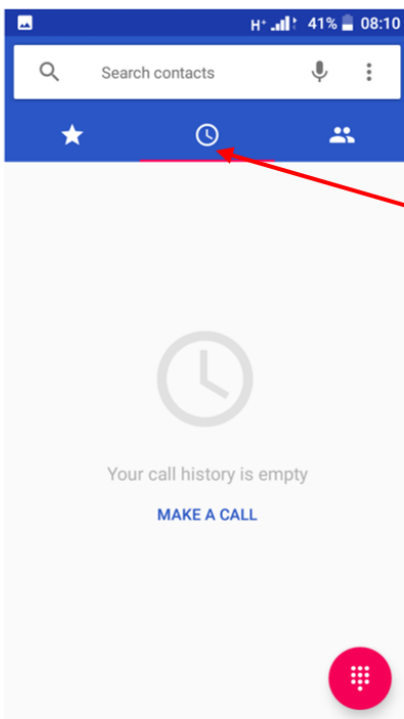 H+ 41% 08:10
Search contacts
Your call history is empty
MAKE A CALL